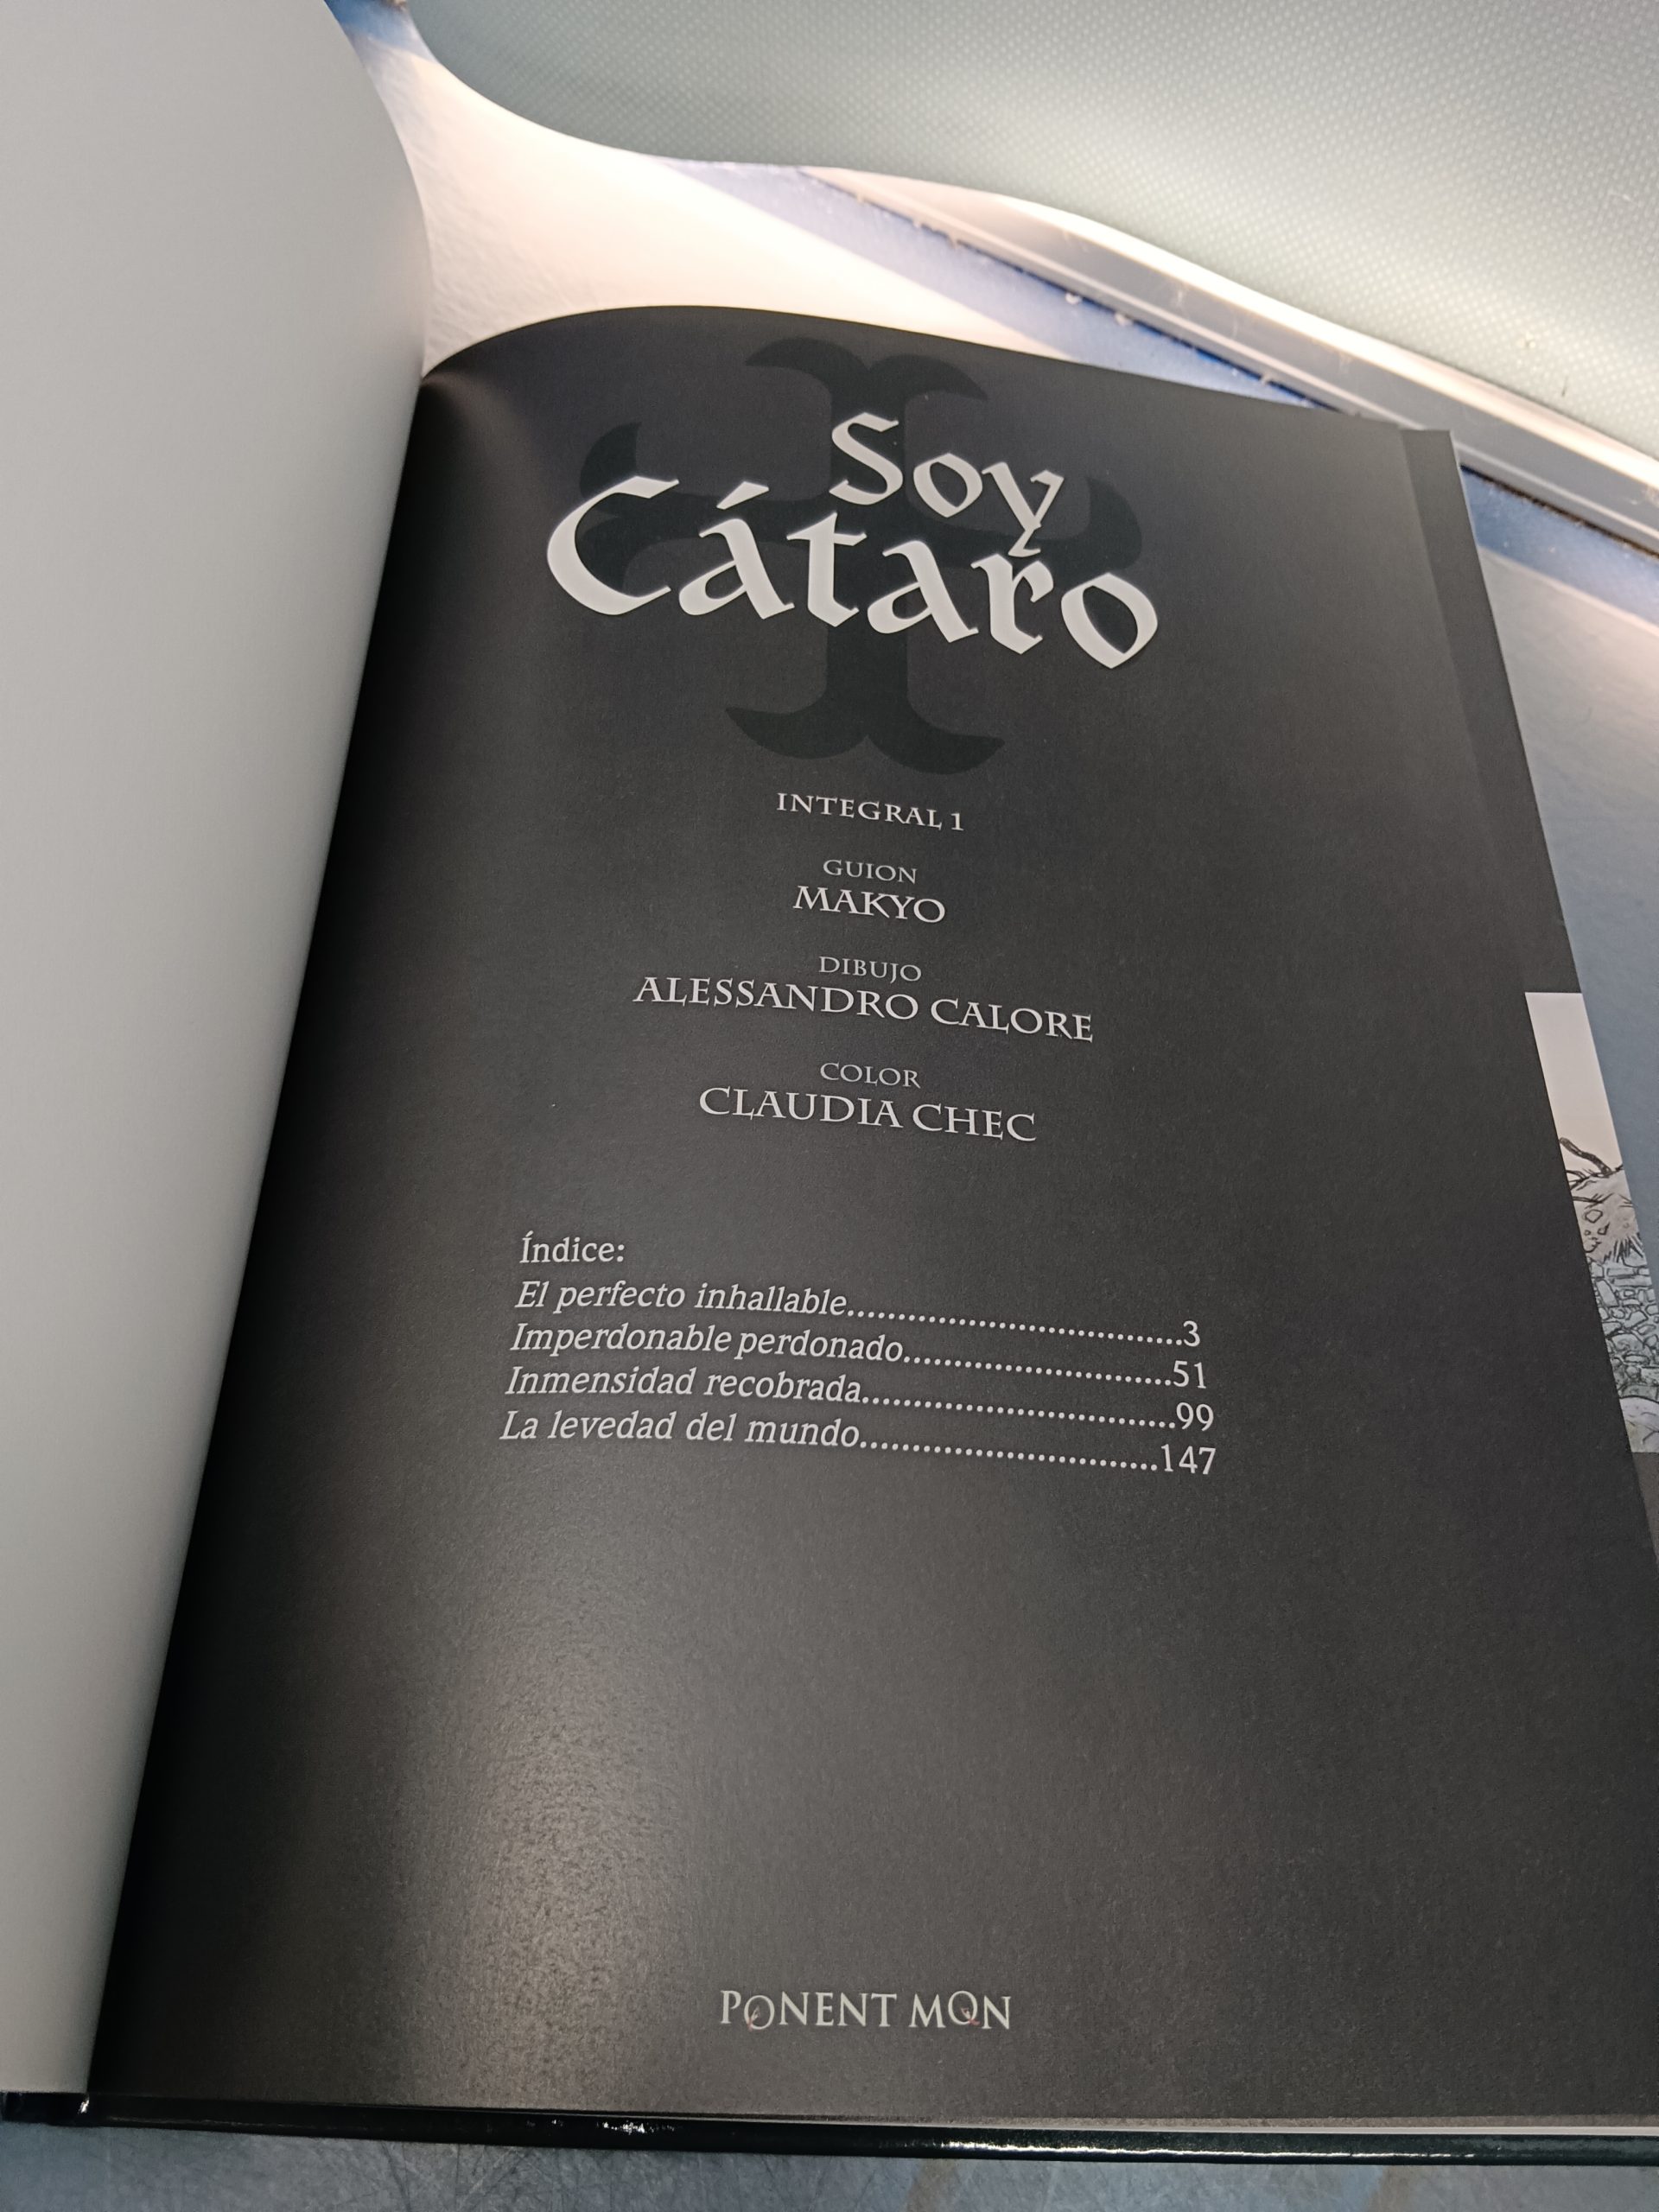 Soy
Cátaro
INTEGRAL 1
GUION
MAKYO
DIBUJO
ALESSANDRO CALORE
COLOR
CLAUDIA CHEC
Índice:
El perfecto inhallable........................................3
Imperdonable perdonado................................51
Inmensidad recobrada.....................................99
La levedad del mundo...................................147
PONENT MON